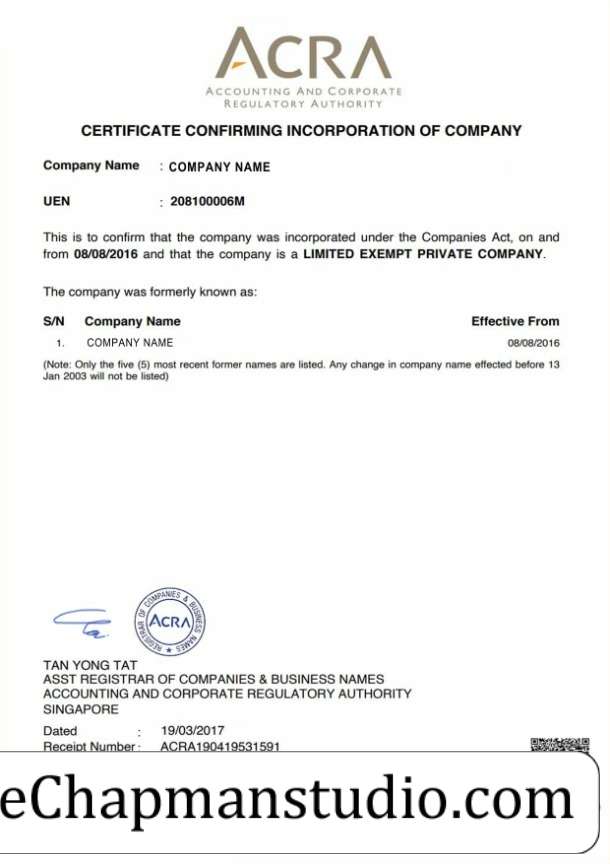 ACRA
ACCOUNTING AND CORPORATE
REGULATORY AUTHORITY
CERTIFICATE CONFIRMING INCORPORATION OF COMPANY
Company Name : COMPANY NAME
UEN : 208100006M
This is to confirm that the company was incorporated under the Companies Act, on and
from 08/08/2016 and that the company is a LIMITED EXEMPT PRIVATE COMPANY.
The company was formerly known as:
S/N Company Name Effective From
1. COMPANY NAME 08/08/2016
(Note: Only the five (5) most recent former names are listed. Any change in company name effected before 13
Jan 2003 will not be listed)
REGISTRAR OF COMPANIES & BUSINESS NAMES
ACRA
TAN YONG TAT
ASST REGISTRAR OF COMPANIES & BUSINESS NAMES
ACCOUNTING AND CORPORATE REGULATORY AUTHORITY
SINGAPORE
Dated : 19/03/2017
Receipt Number : ACRA190419531591
eChapmanstudio.com